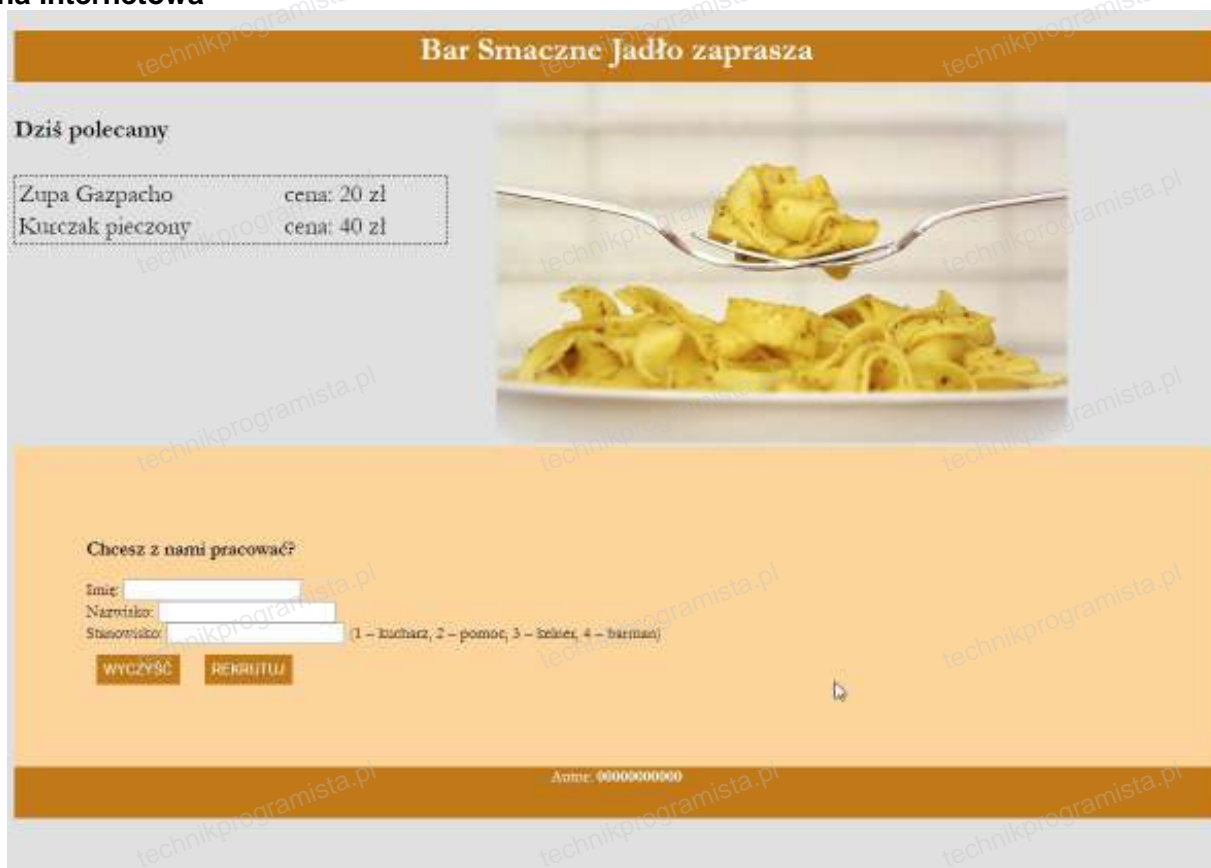 na internetowa
Bar Smaczne Jadło zaprasza
Dziś polecamy
Zupa Gazpacho cena: 20 zł
Kurczak pieczony cena: 40 zł
Chcesz z nami pracować?
Imię:
Nazwisko:
Stanowisko: (1 – kucharz, 2 – pomoc, 3 – kelner, 4 – barman)
WYCZYŚĆ REKRUTUJ
Autor: 00000000000
technikprogramista.pl